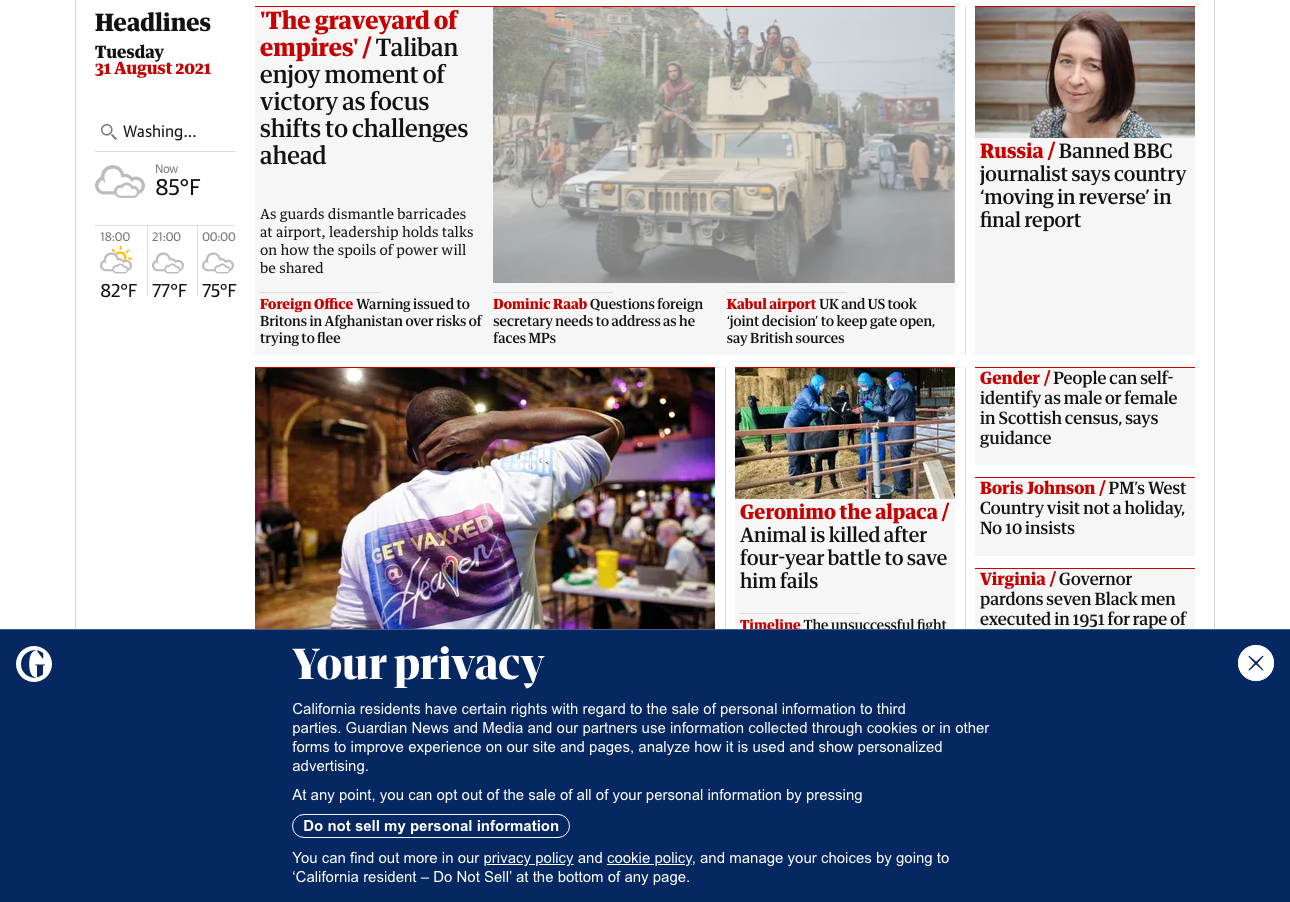 Headlines
Tuesday
31 August 2021
Washing...
Now
85°F
18:00
21:00
00:00
82°F
77°F
75°F
'The graveyard of
empires' / Taliban
enjoy moment of
victory as focus
shifts to challenges
ahead
As guards dismantle barricades
at airport, leadership holds talks
on how the spoils of power will
be shared
Foreign Office Warning issued to
Britons in Afghanistan over risks of
trying to flee
Dominic Raab Questions foreign
secretary needs to address as he
faces MPs
Kabul airport UK and US took
‘joint decision’ to keep gate open,
say British sources
Russia / Banned BBC
journalist says country
‘moving in reverse’ in
final report
GET VAXXED
@ Heaven
Geronimo the alpaca /
Animal is killed after
four-year battle to save
him fails
Timeline The unsuccessful fight
Gender / People can self-
identify as male or female
in Scottish census, says
guidance
Boris Johnson / PM’s West
Country visit not a holiday,
No 10 insists
Virginia / Governor
pardons seven Black men
executed in 1951 for rape of
G
Your privacy
California residents have certain rights with regard to the sale of personal information to third
parties. Guardian News and Media and our partners use information collected through cookies or in other
forms to improve experience on our site and pages, analyze how it is used and show personalized
advertising.
At any point, you can opt out of the sale of all of your personal information by pressing
Do not sell my personal information
You can find out more in our privacy policy and cookie policy, and manage your choices by going to
‘California resident – Do Not Sell’ at the bottom of any page.